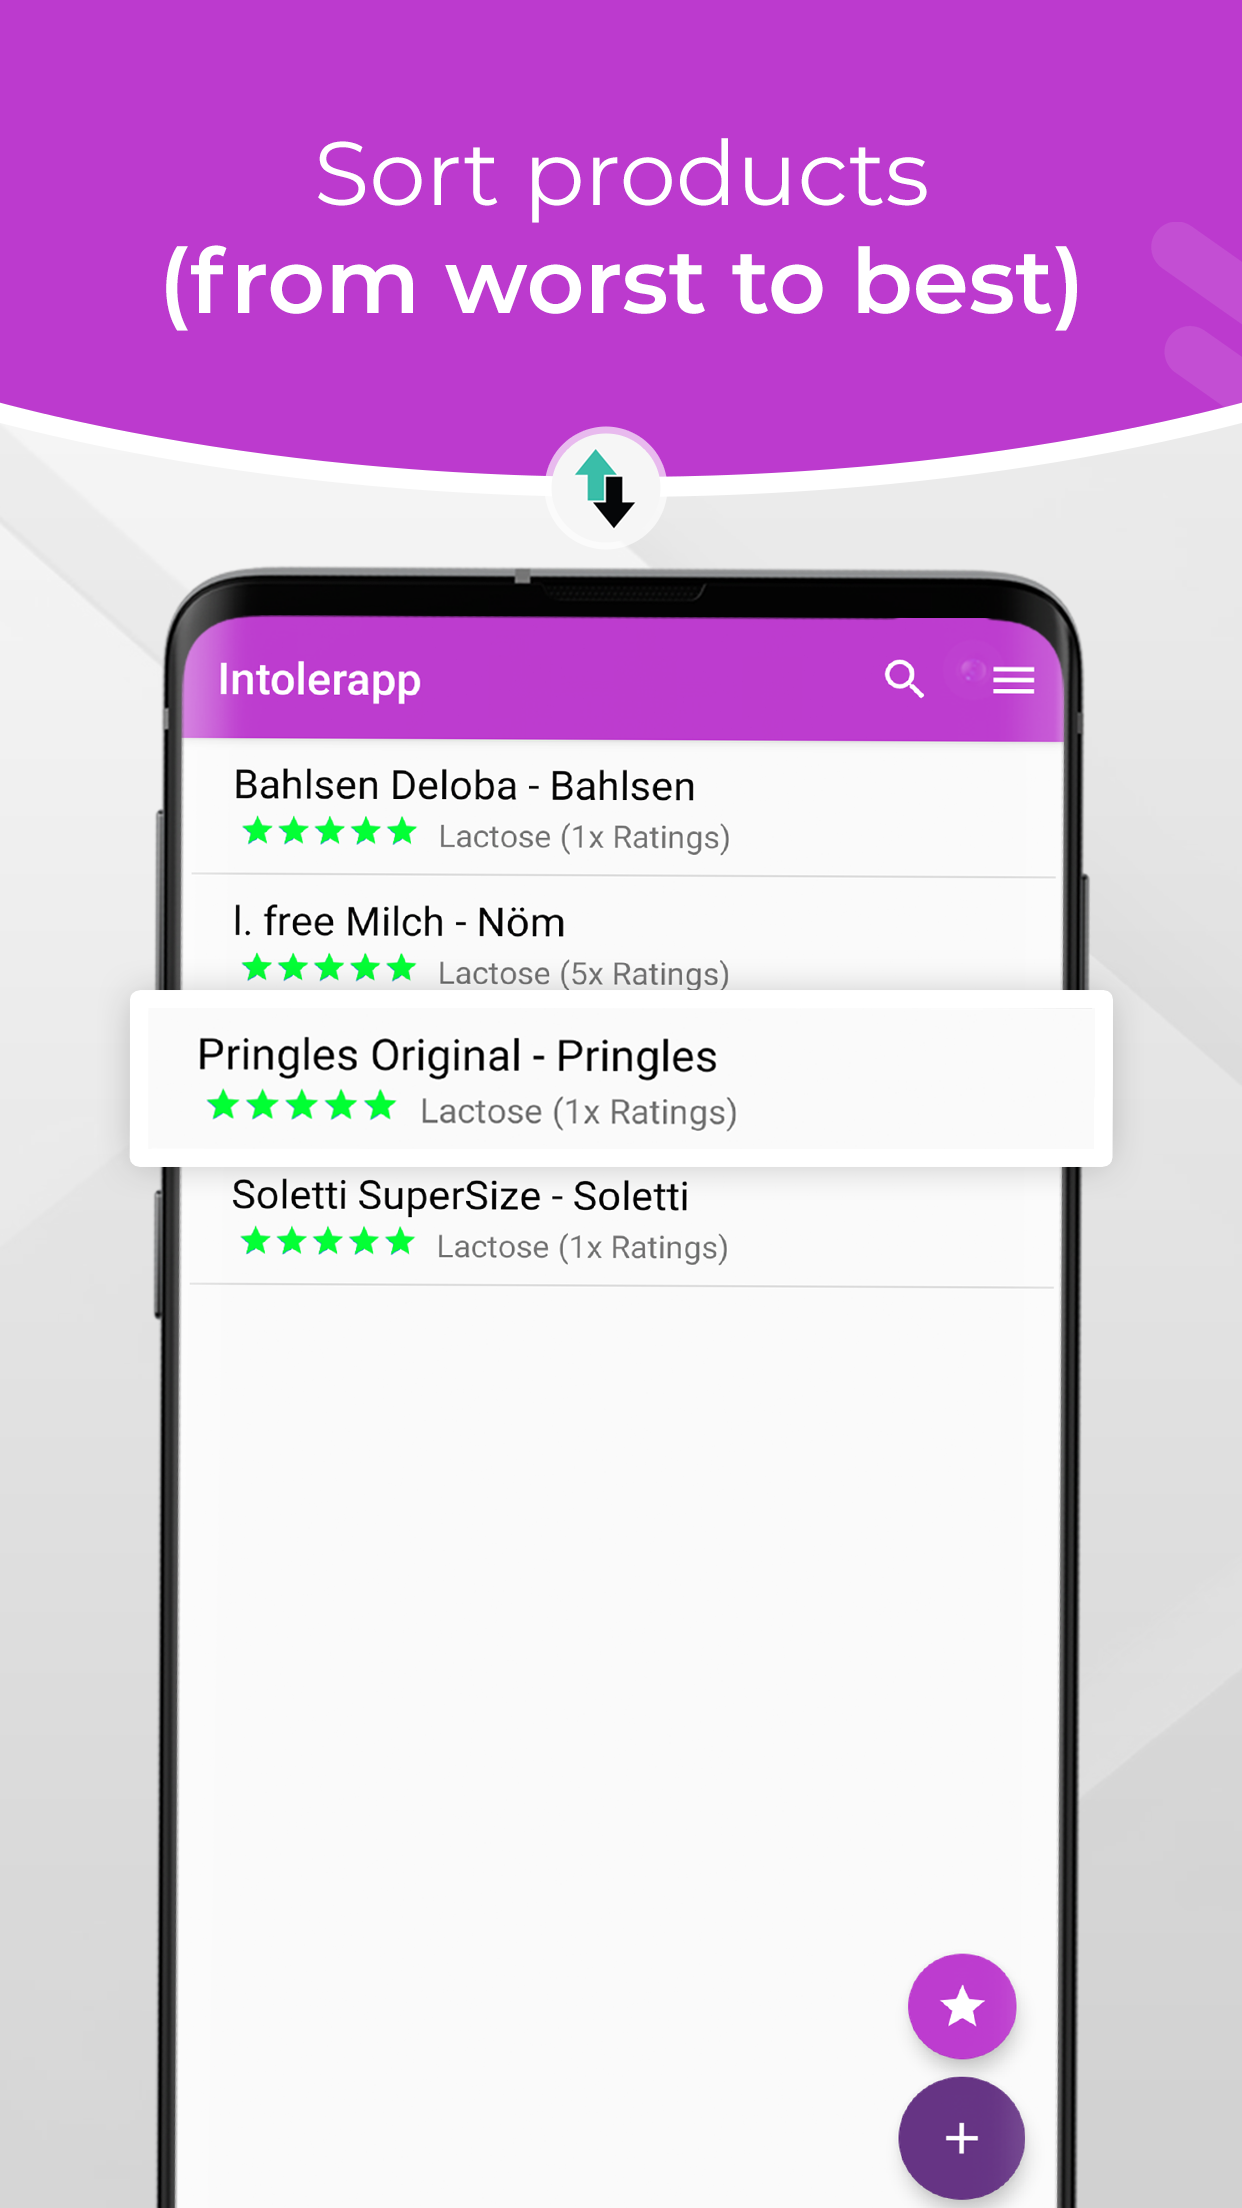 Sort products
(from worst to best)
Intolerapp
Bahlsen Deloba - Bahlsen
Lactose (1x Ratings)
l. free Milch - Nöm
Lactose (5x Ratings)
Pringles Original - Pringles
Lactose (1x Ratings)
Soletti SuperSize - Soletti
Lactose (1x Ratings)